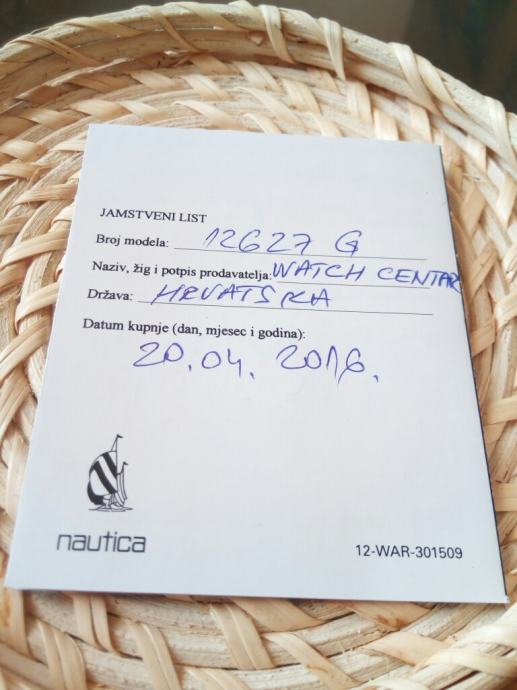 JAMSTVENI LIST
Broj modela: 12627 G
Naziv, žig i potpis prodavatelja: WATCH CENTAR
Država: HRVATSKA
Datum kupnje (dan, mjesec i godina):
20.04. 2016.
nautica
12-WAR-301509